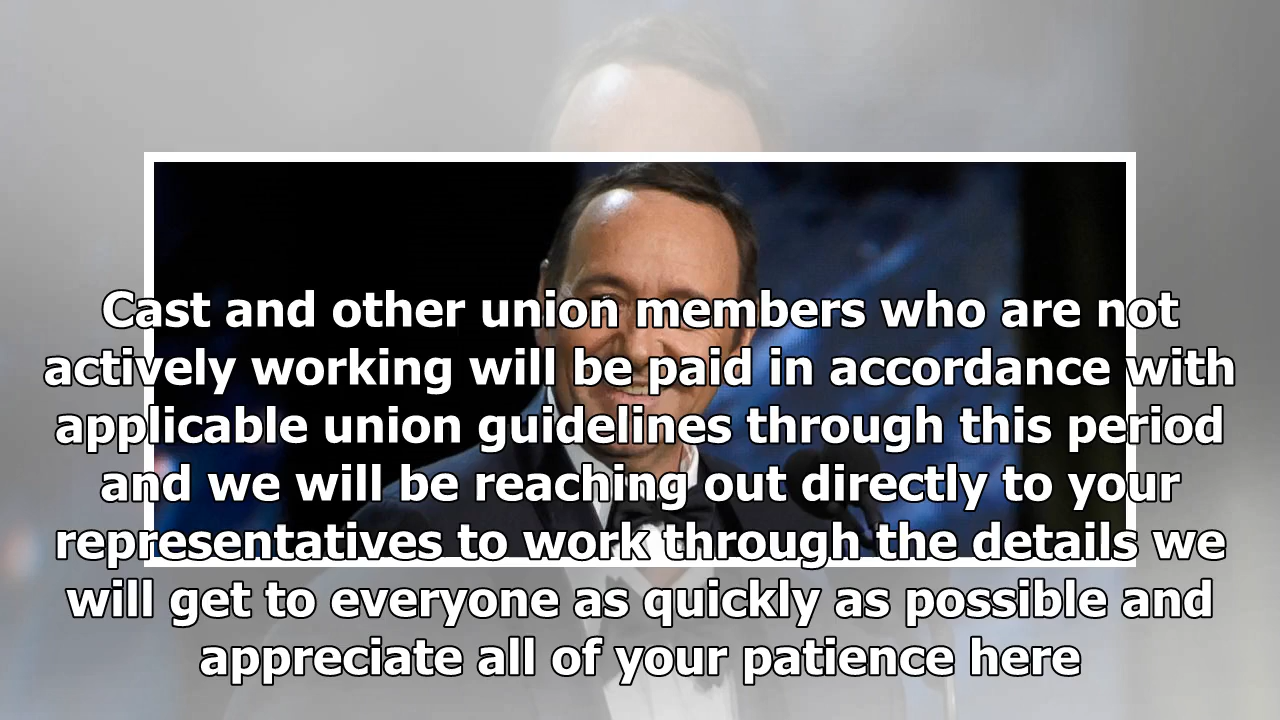 Cast and other union members who are not
actively working will be paid in accordance with
applicable union guidelines through this period
and we will be reaching out directly to your
representatives to work through the details we
will get to everyone as quickly as possible and
appreciate all of your patience here